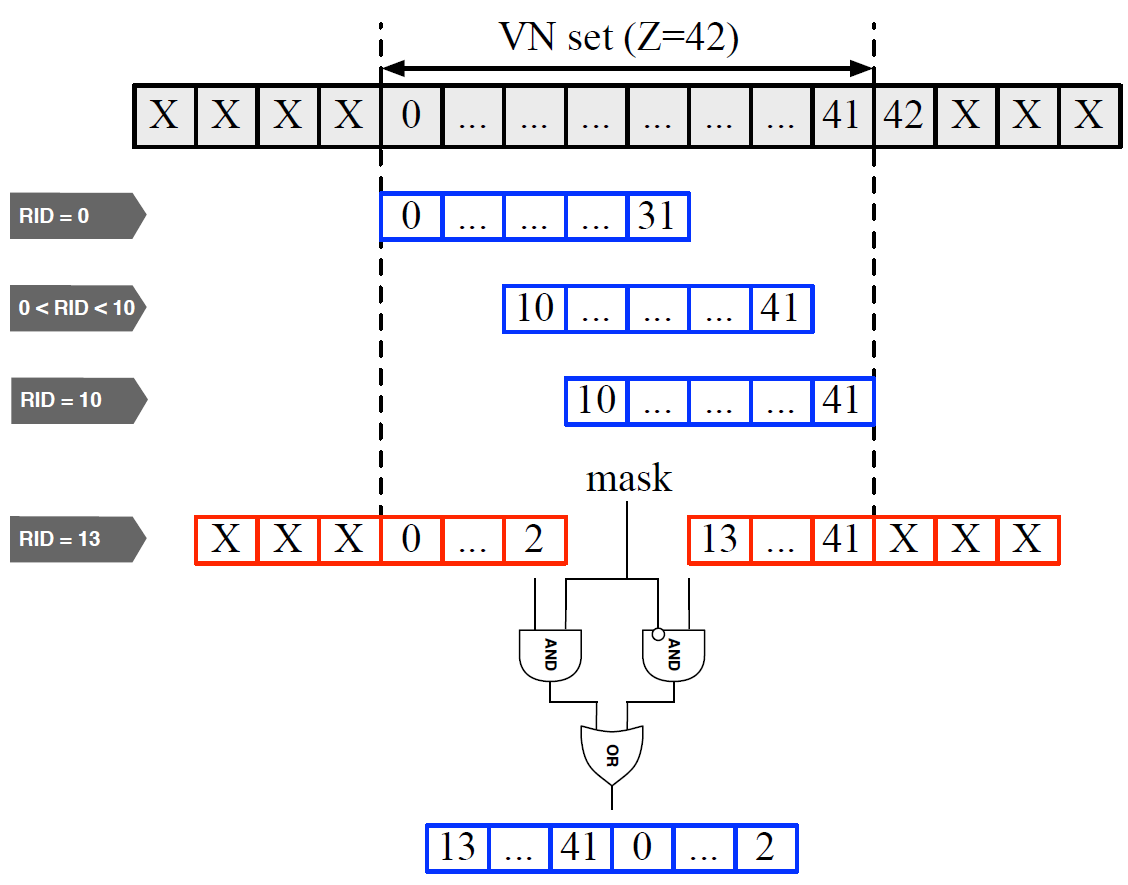 VN set (Z=42)
X X X X 0 ... ... ... ... ... ... 41 42 X X X
RID = 0
0 ... ... ... 31
0 < RID < 10
10 ... ... ... 41
RID = 10
10 ... ... ... 41
mask
RID = 13
X X X 0 ... 2
13 ... 41 X X X
AND
AND
OR
13 ... 41 0 ... 2